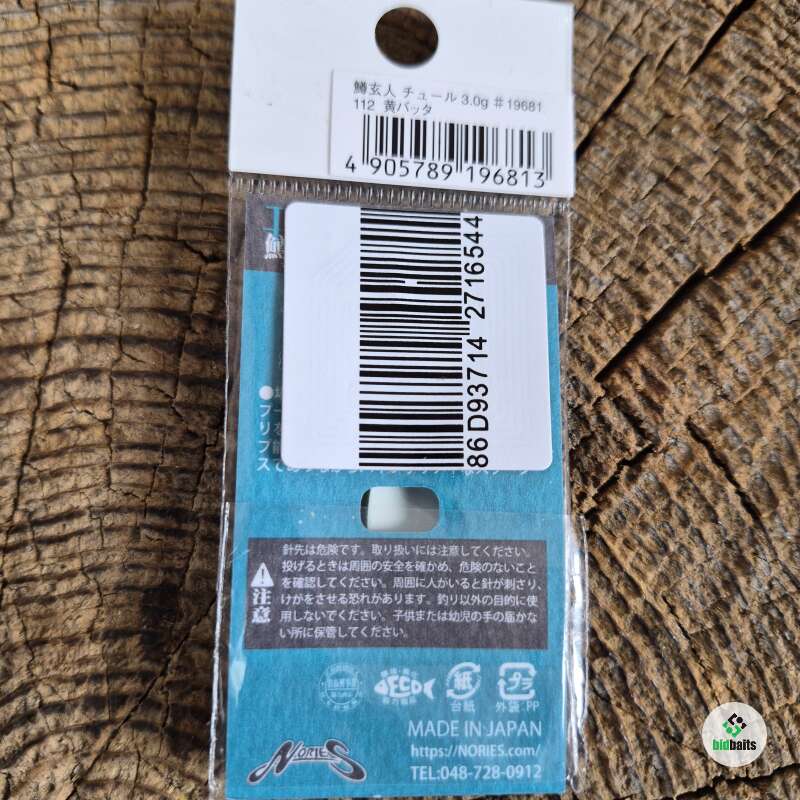 鱒玄人 チュール 3.0g #19681
112 黄バッタ
4 905789 196813
86D93714 2716544
針先は危険です。取り扱いには注意してください。
投げるときは周囲の安全を確かめ、危険のないこと
を確認してください。周囲に人がいると針が刺さり、
けがをさせる恐れがあります。釣り以外の目的に使
用しないでください。子供または幼児の手の届かな
い所に保管してください。
注意
ECO
紙
プラ
台紙
外袋.PP
MADE IN JAPAN
NORIES
https://NORIES.com/
TEL:048-728-0912
bidbaits